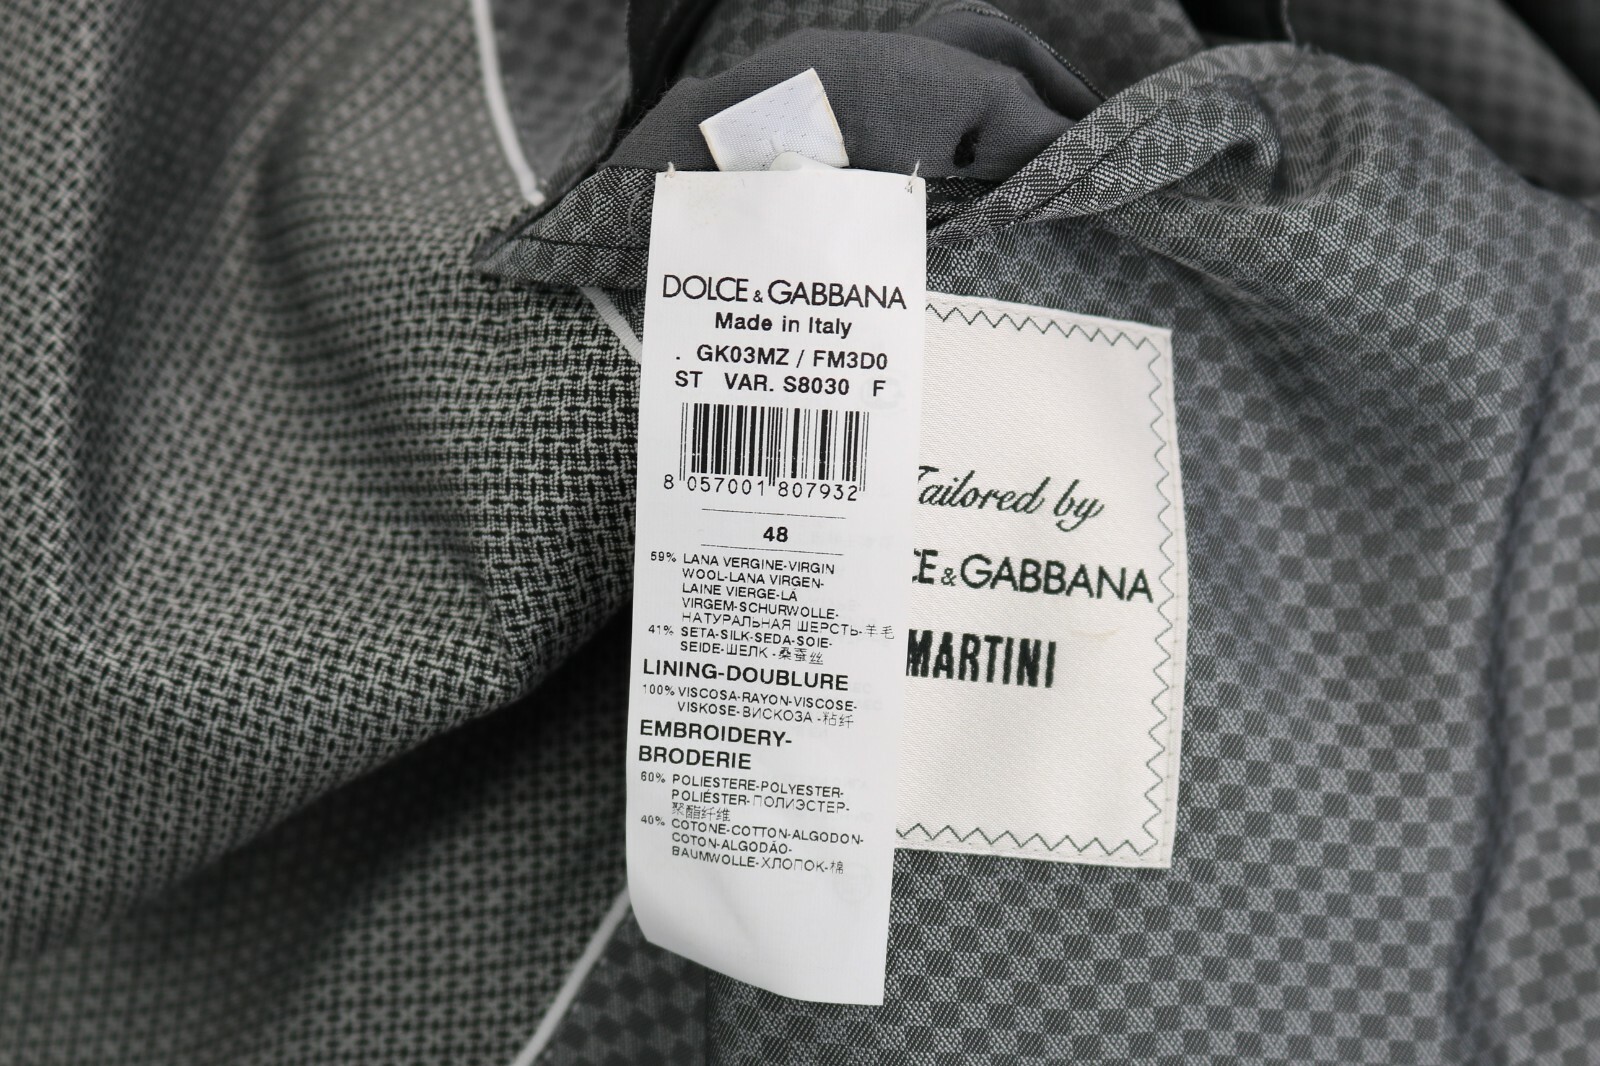 DOLCE & GABBANA
Made in Italy
. GK03MZ / FM3D0
ST VAR. S8030 F
8 057001 807932
48
59% LANA VERGINE-VIRGIN
WOOL-LANA VIRGEN-
LAINE VIERGE-LÃ
VIRGEM-SCHURWOLLE-
НАТУРАЛЬНАЯ ШЕРСТЬ-羊毛
41% SETA-SILK-SEDA-SOIE-
SEIDE-ШЕЛК-桑蚕丝
LINING-DOUBLURE
100% VISCOSA-RAYON-VISCOSE-
VISKOSE-ВИСКОЗА-粘纤
EMBROIDERY-
BRODERIE
60% POLIESTERE-POLYESTER-
POLIÉSTER-ПОЛИЭСТЕР-
聚酯纤维
40% COTONE-COTTON-ALGODON-
COTON-ALGODÃO-
BAUMWOLLE-ХЛОПОК-棉
Tailored by
CE & GABBANA
MARTINI